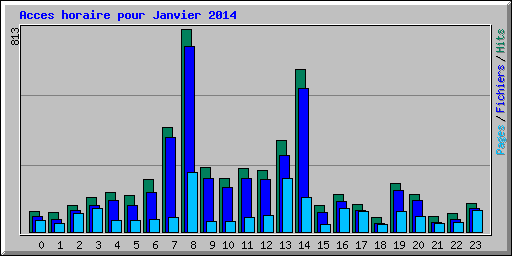 Acces horaire pour Janvier 2014
813
Pages / Fichiers / Hits
0 1 2 3 4 5 6 7 8 9 10 11 12 13 14 15 16 17 18 19 20 21 22 23